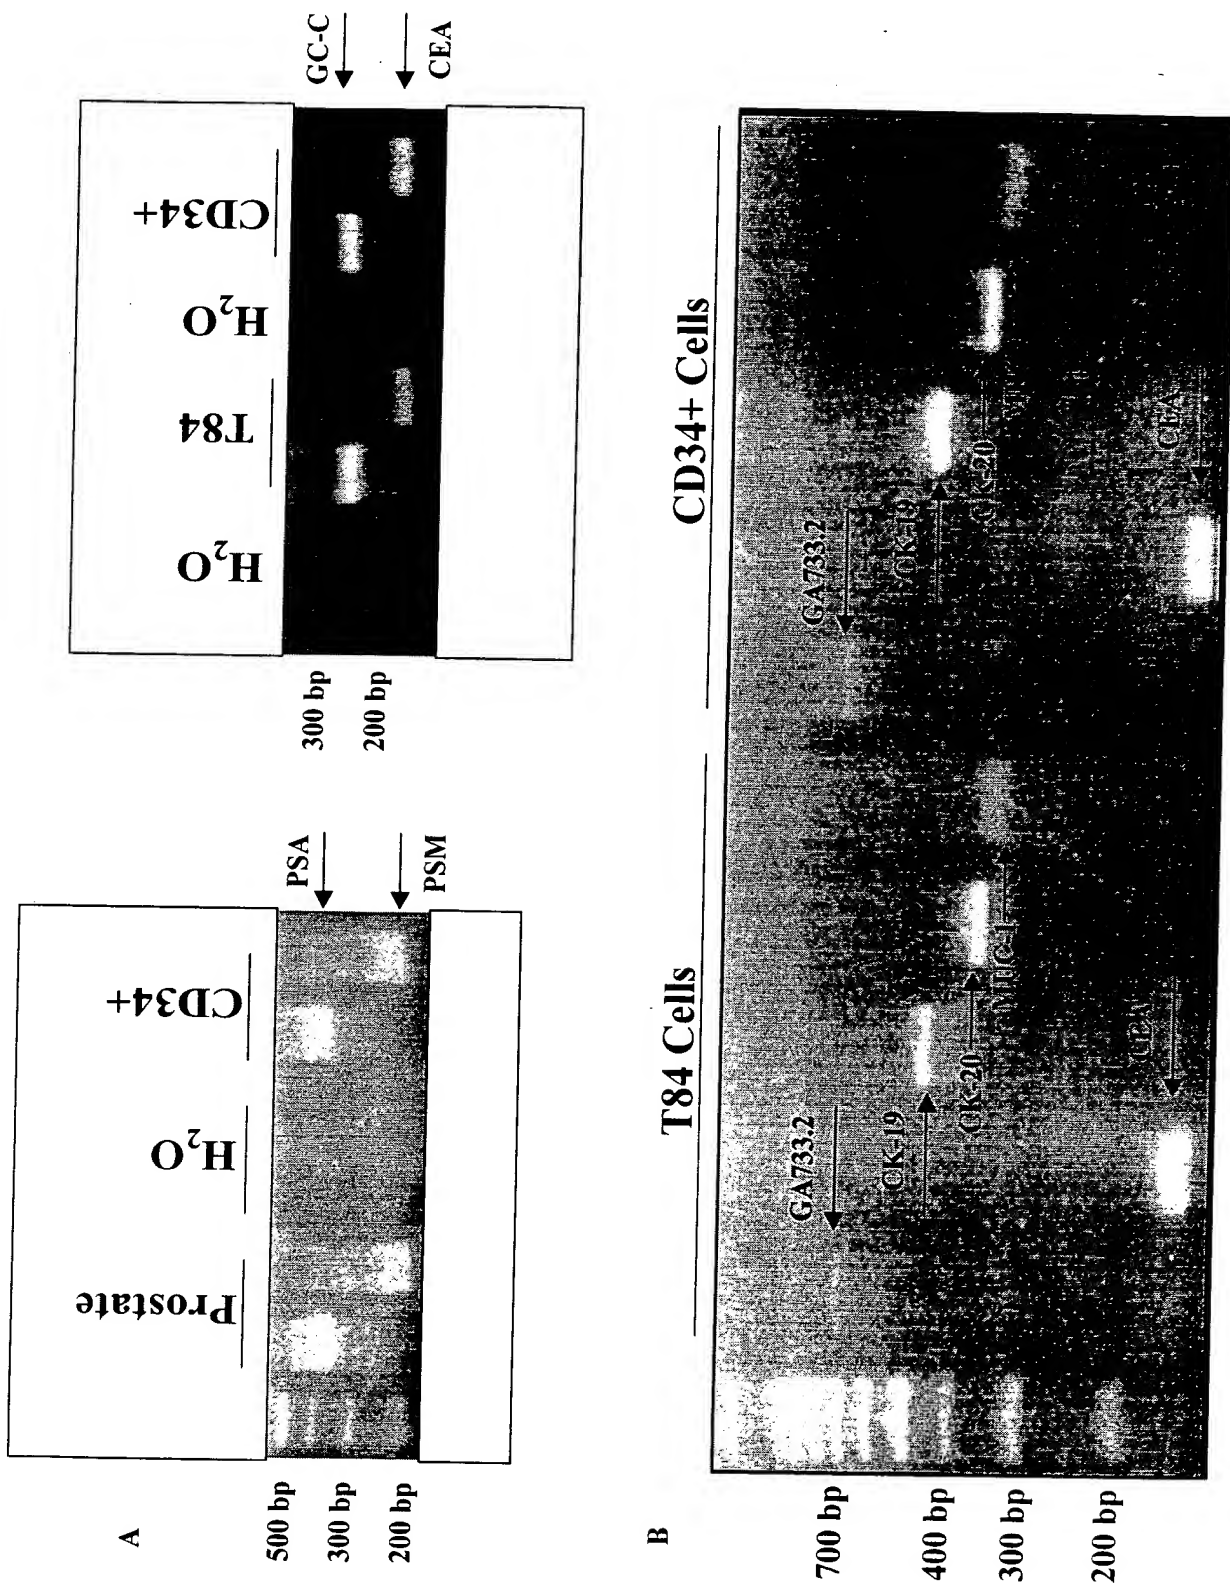 A
Prostate
H₂O
CD34+
500 bp
300 bp
200 bp
PSA
PSM
H₂O
T84
H₂O
CD34+
300 bp
200 bp
GC-C
CEA
B
T84 Cells
CD34+ Cells
700 bp
400 bp
300 bp
200 bp
GA733.2
CK-19
CK-20
MUC-1
CEA
GA733.2
CK-19
CK-20
CEA